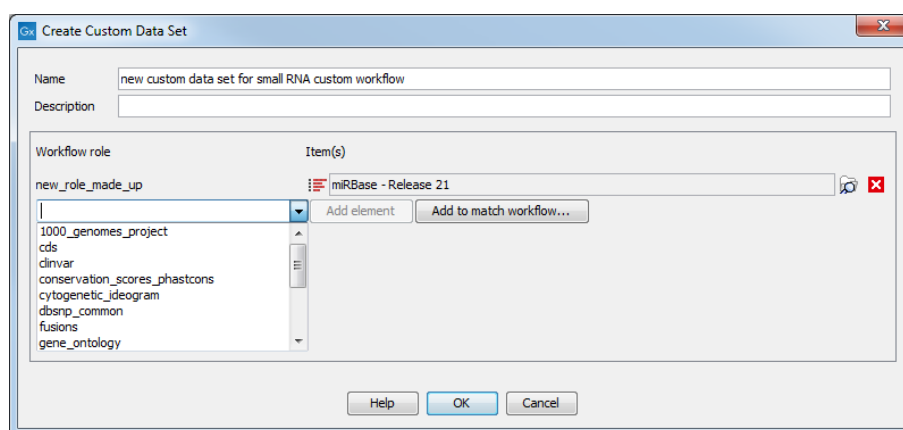 Gx Create Custom Data Set
Name new custom data set for small RNA custom workflow
Description
Workflow role Item(s)
new_role_made_up miRBase - Release 21
Add element Add to match workflow...
1000_genomes_project
cds
clinvar
conservation_scores_phastcons
cytogenetic_ideogram
dbsnp_common
fusions
gene_ontology
Help OK Cancel